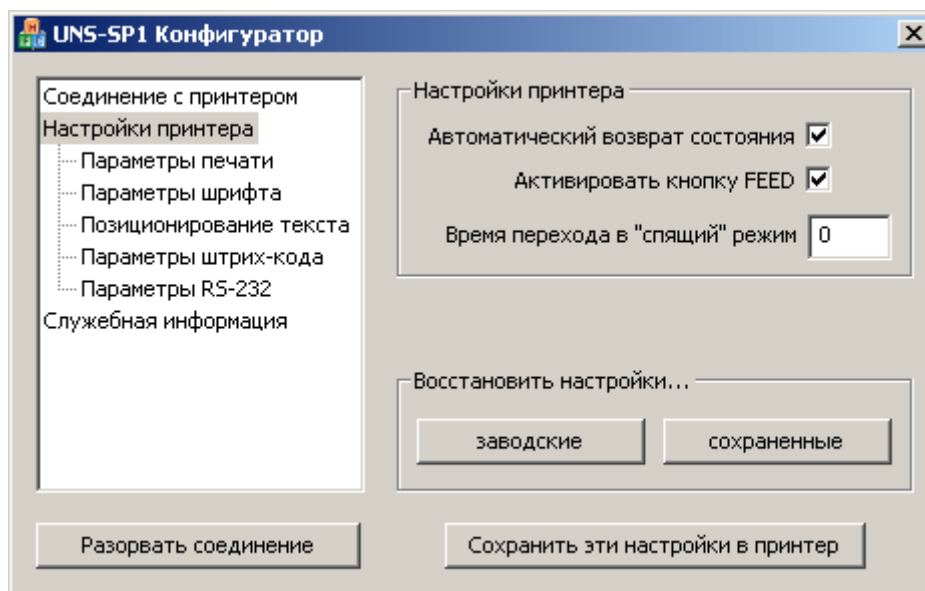 UNS-SP1 Конфигуратор
Соединение с принтером
Настройки принтера
Параметры печати
Параметры шрифта
Позиционирование текста
Параметры штрих-кода
Параметры RS-232
Служебная информация
Настройки принтера
Автоматический возврат состояния
Активировать кнопку FEED
Время перехода в "спящий" режим 0
Восстановить настройки...
заводские сохраненные
Разорвать соединение Сохранить эти настройки в принтер